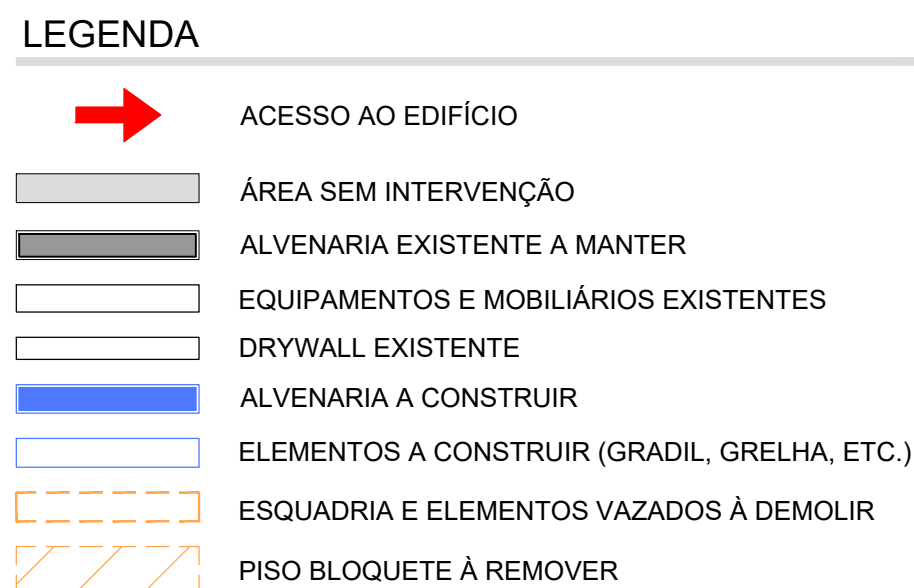 LEGENDA
ACESSO AO EDIFÍCIO
ÁREA SEM INTERVENÇÃO
ALVENARIA EXISTENTE A MANTER
EQUIPAMENTOS E MOBILIÁRIOS EXISTENTES
DRYWALL EXISTENTE
ALVENARIA A CONSTRUIR
ELEMENTOS A CONSTRUIR (GRADIL, GRELHA, ETC.)
ESQUADRIA E ELEMENTOS VAZADOS À DEMOLIR
PISO BLOQUETE À REMOVER